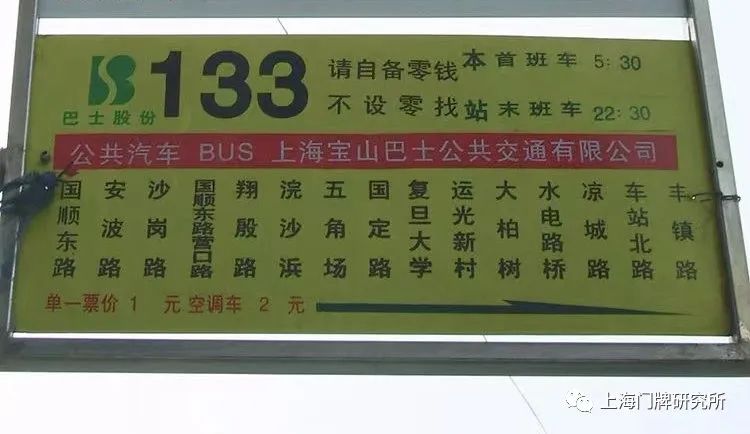 巴士股份
133
请自备零钱
不设零找
本站
首班车 5:30
末班车 22:30
公共汽车 BUS 上海宝山巴士公共交通有限公司
国顺东路
安波路
沙岗路
国顺东路营口路
翔殷路
浣沙浜
五角场
国定路
复旦大学
运光新村
大柏树
水电路桥
凉城路
车站北路
丰镇路
单一票价 1 元 空调车 2 元
上海门牌研究所